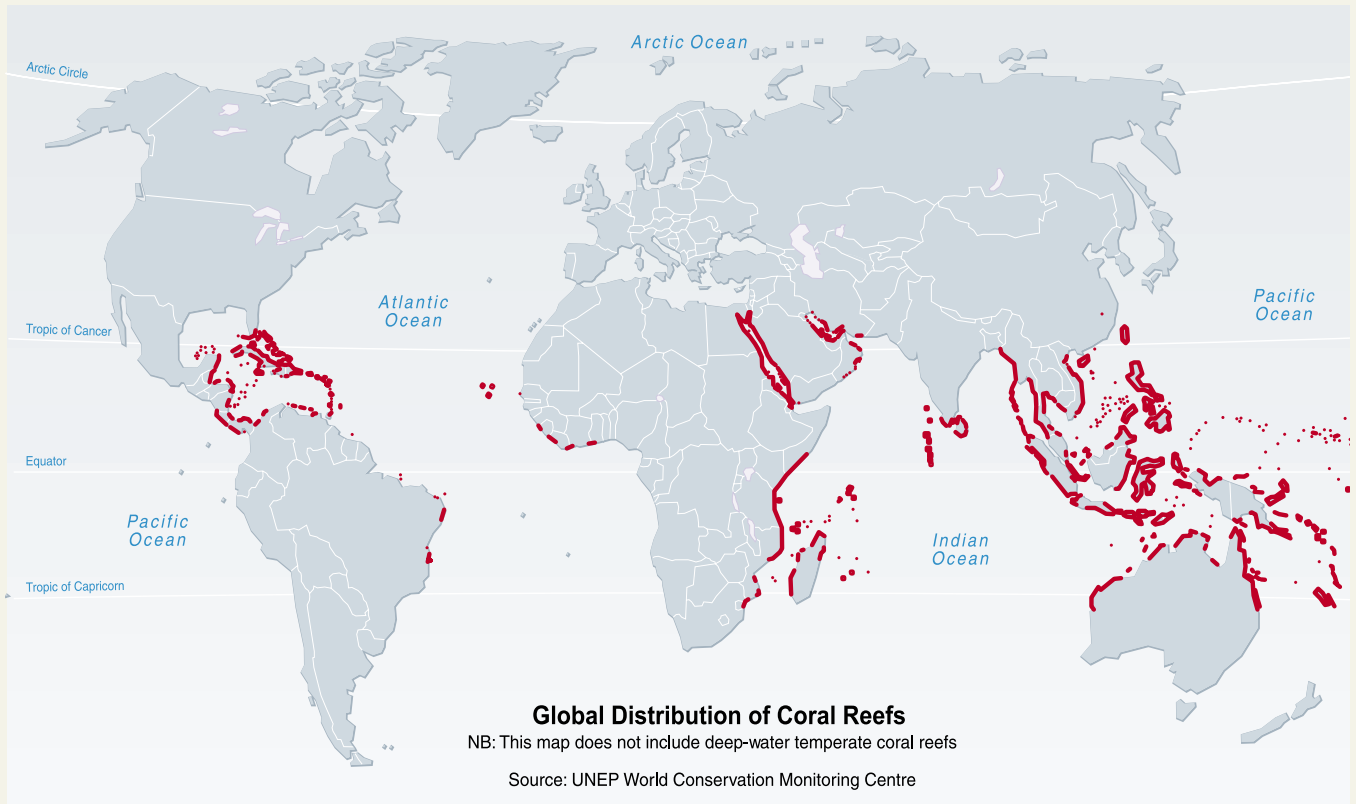 Arctic Ocean
Arctic Circle
Atlantic
Ocean
Pacific
Ocean
Tropic of Cancer
Equator
Pacific
Ocean
Indian
Ocean
Tropic of Capricorn
Global Distribution of Coral Reefs
NB: This map does not include deep-water temperate coral reefs
Source: UNEP World Conservation Monitoring Centre